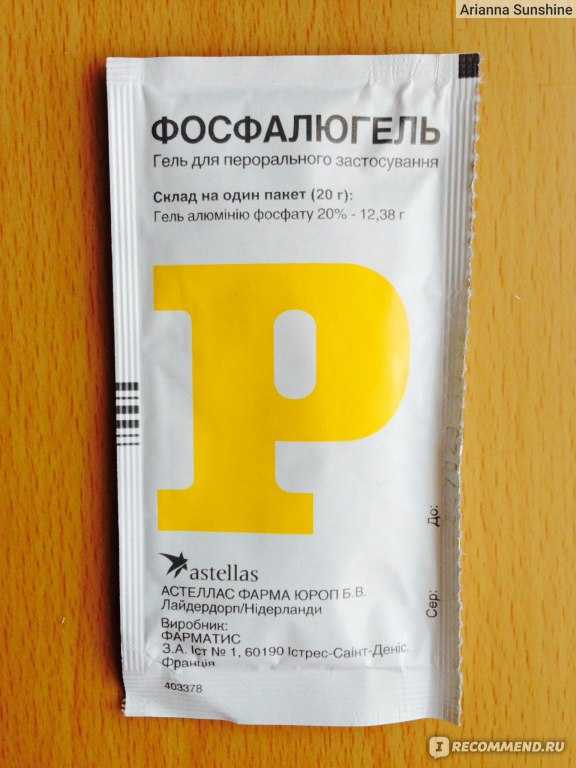 Arianna Sunshine
ФОСФАЛЮГЕЛЬ
Гель для перорального застосування
Склад на один пакет (20 г):
Гель алюмінію фосфату 20% - 12,38 г
P
astellas
АСТЕЛЛАС ФАРМА ЮРОП Б.В.
Лайдердорп/Нідерланди
Виробник:
ФАРМАТИС
З.А. Іст № 1, 60190 Істрес-Саінт-Деніс,
Франція
403378
Сер:
До:
I RECOMMEND.RU